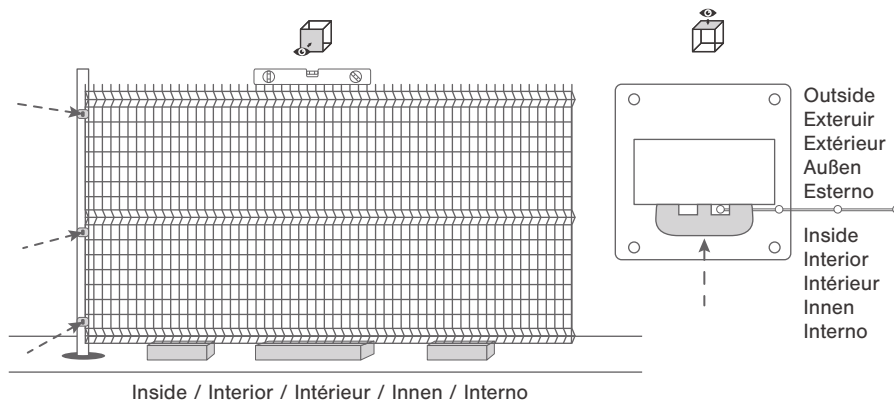 Outside
Exteruir
Extérieur
Außen
Esterno
Inside
Interior
Intérieur
Innen
Interno
Inside / Interior / Intérieur / Innen / Interno